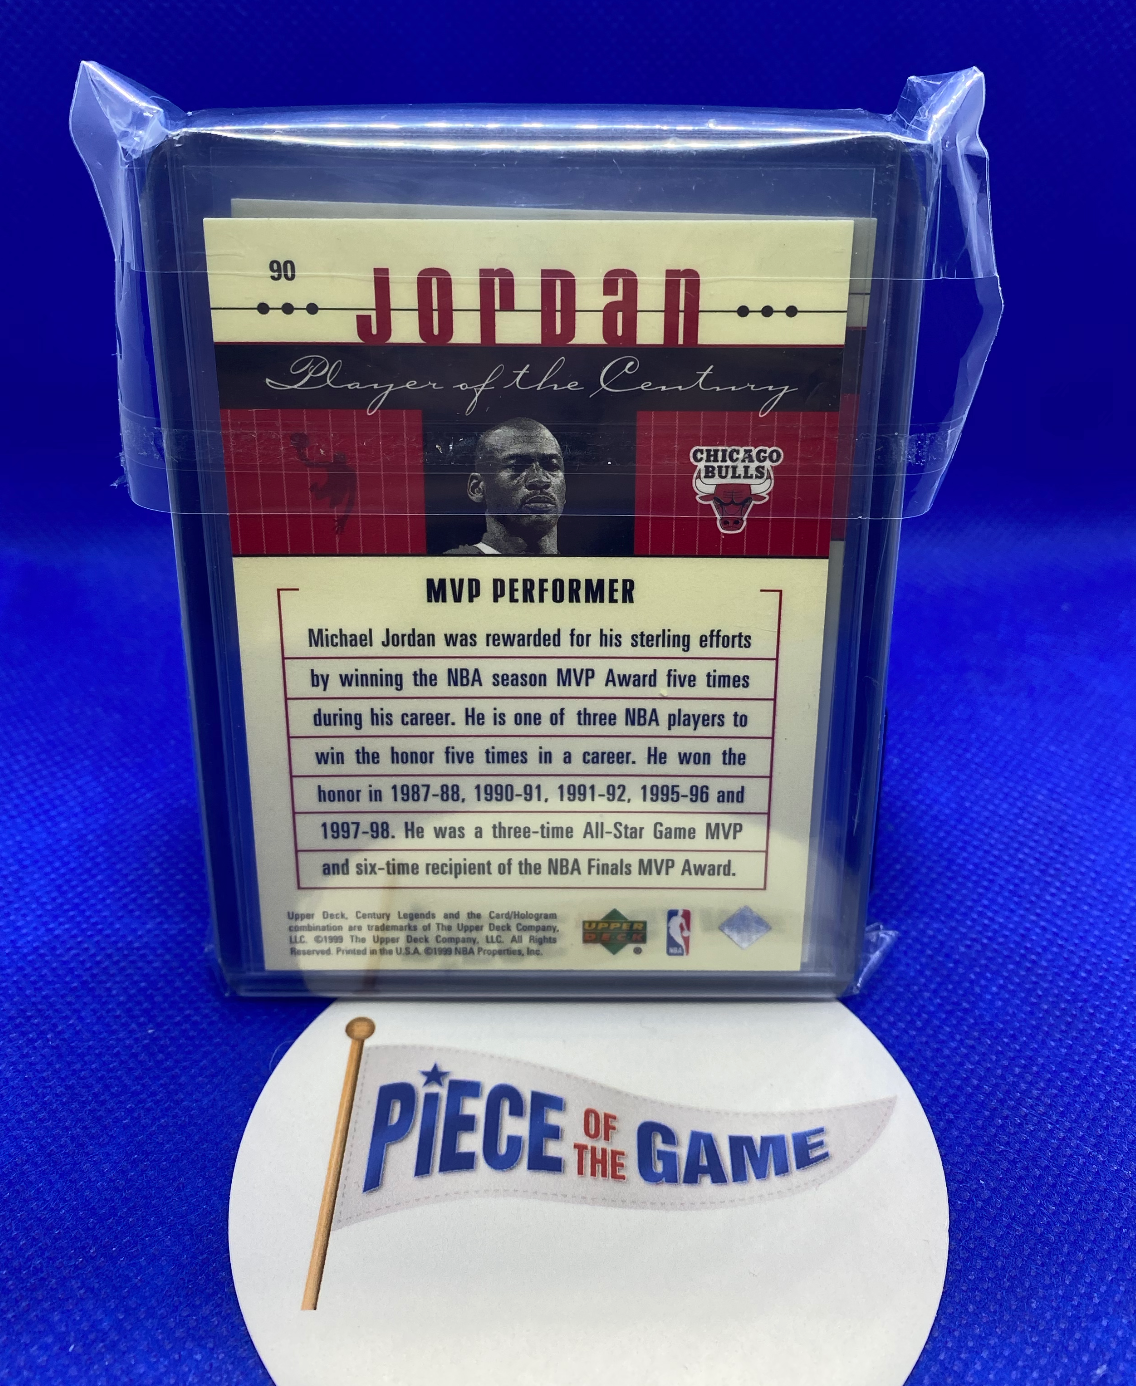 90
JORDAN
Player of the Century
CHICAGO
BULLS
MVP PERFORMER
Michael Jordan was rewarded for his sterling efforts
by winning the NBA season MVP Award five times
during his career. He is one of three NBA players to
win the honor five times in a career. He won the
honor in 1987-88, 1990-91, 1991-92, 1995-96 and
1997-98. He was a three-time All-Star Game MVP
and six-time recipient of the NBA Finals MVP Award.
Upper Deck, Century Legends and the Card/Hologram
combination are trademarks of The Upper Deck Company,
LLC. ©1999 The Upper Deck Company, LLC. All Rights
Reserved. Printed in the U.S.A. ©1999 NBA Properties, Inc.
UPPER
DECK
NBA
PiECE OF THE GAME